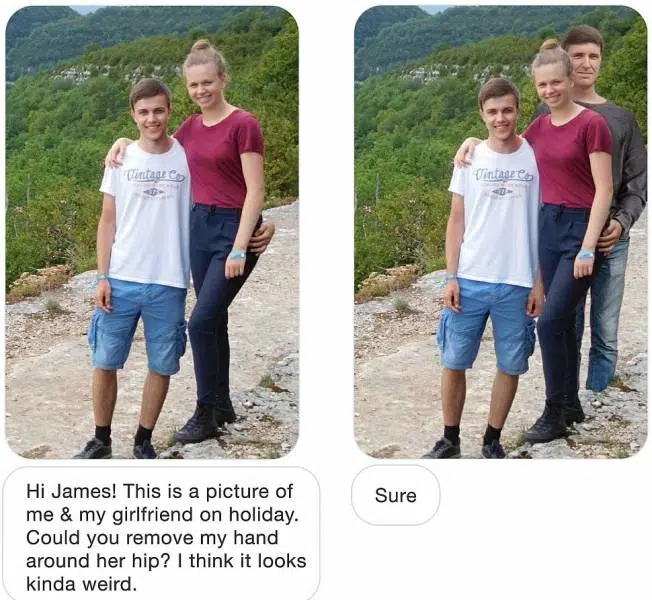 Vintage Co
Vintage Co
Hi James! This is a picture of
me & my girlfriend on holiday.
Could you remove my hand
around her hip? I think it looks
kinda weird.
Sure